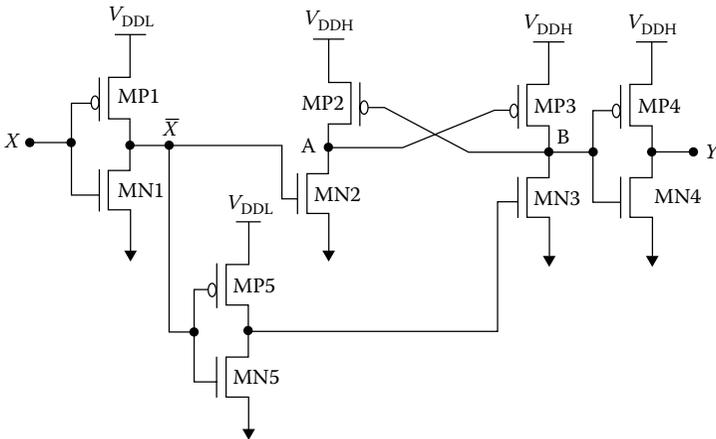 V_DDL
V_DDH
V_DDH
V_DDH
MP1
MP2
MP3
MP4
X
X̅
A
B
Y
MN1
MN2
MN3
MN4
V_DDL
MP5
MN5